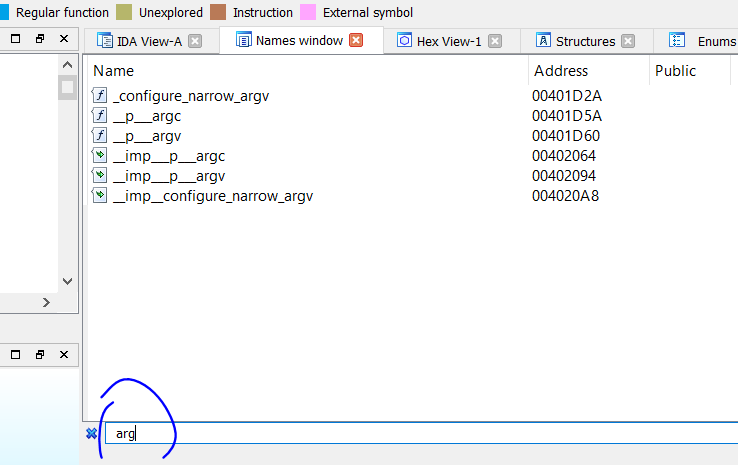 Regular function Unexplored Instruction External symbol
IDA View-A Names window Hex View-1 Structures Enums
Name Address Public
_configure_narrow_argv 00401D2A
__p___argc 00401D5A
__p___argv 00401D60
__imp___p___argc 00402064
__imp___p___argv 00402094
__imp__configure_narrow_argv 004020A8
arg